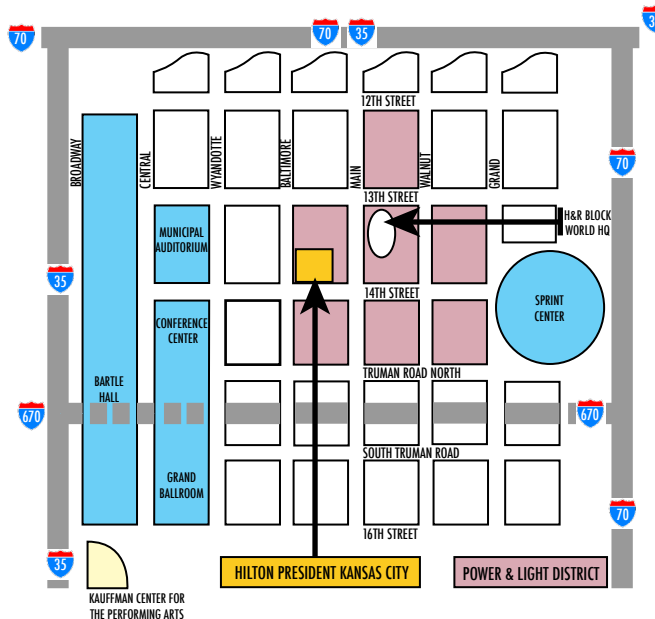 70
70
35
12TH STREET
BROADWAY
CENTRAL
WYANDOTTE
BALTIMORE
MAIN
WALNUT
GRAND
70
13TH STREET
H&R BLOCK
WORLD HQ
MUNICIPAL
AUDITORIUM
35
14TH STREET
SPRINT
CENTER
CONFERENCE
CENTER
TRUMAN ROAD NORTH
BARTLE
HALL
670
670
SOUTH TRUMAN ROAD
GRAND
BALLROOM
70
16TH STREET
35
HILTON PRESIDENT KANSAS CITY
POWER & LIGHT DISTRICT
KAUFFMAN CENTER FOR
THE PERFORMING ARTS